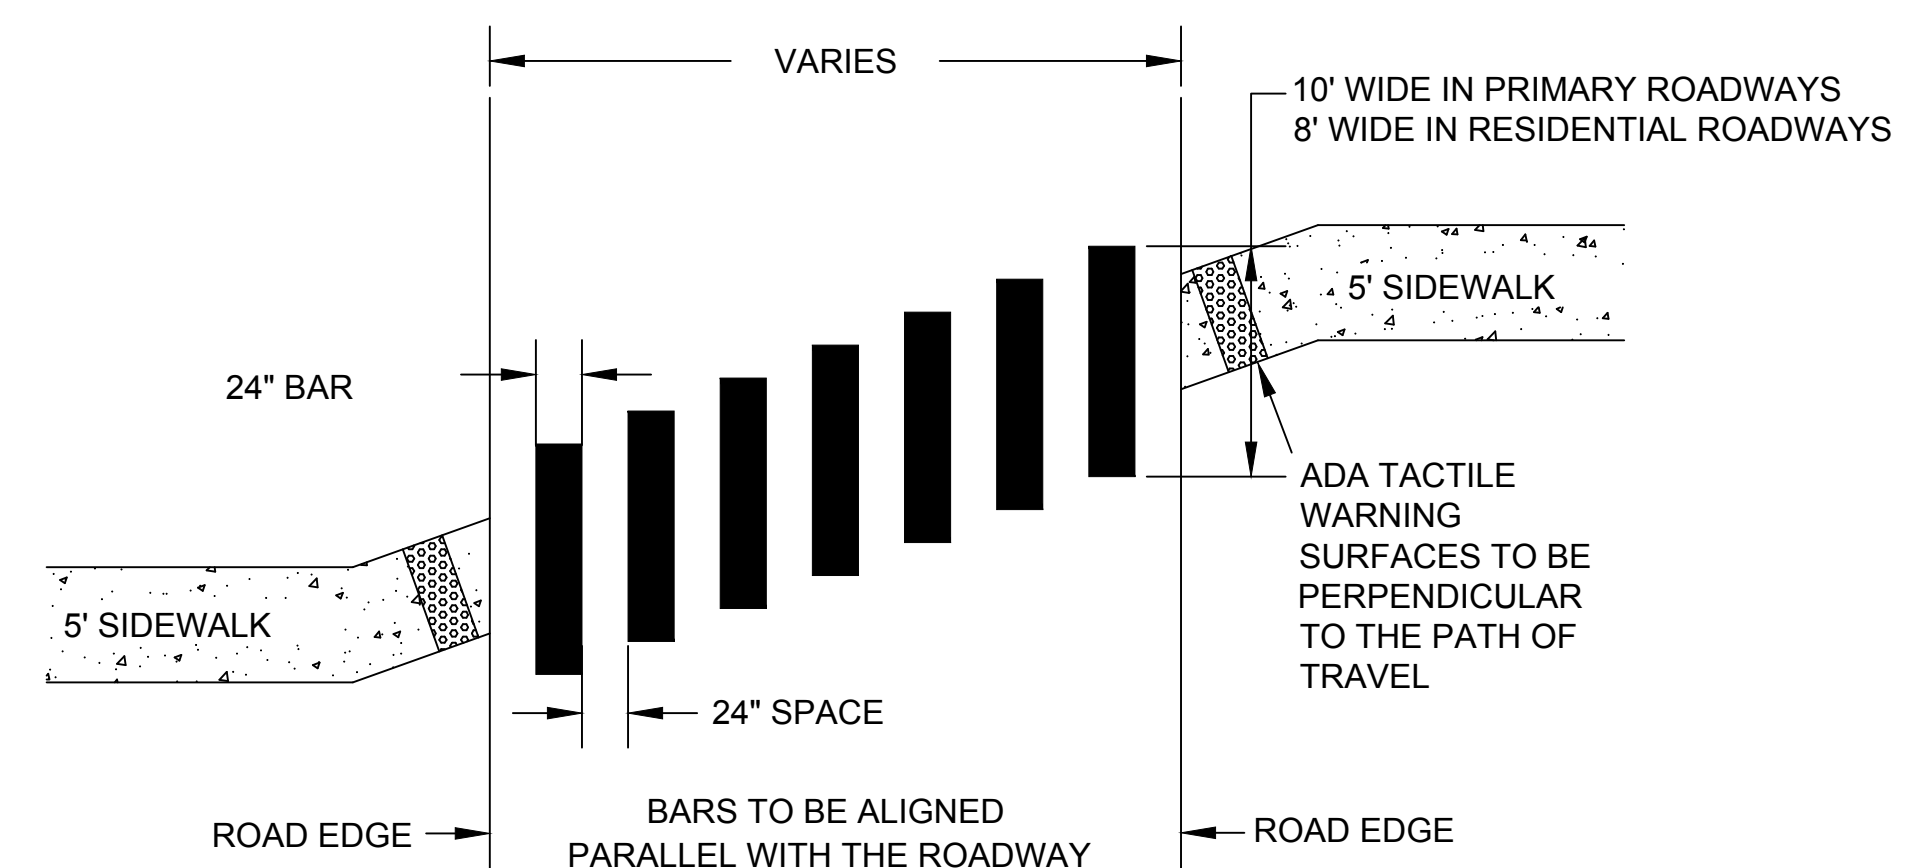 VARIES
10' WIDE IN PRIMARY ROADWAYS
8' WIDE IN RESIDENTIAL ROADWAYS
5' SIDEWALK
24" BAR
ADA TACTILE
WARNING
SURFACES TO BE
PERPENDICULAR
TO THE PATH OF
TRAVEL
5' SIDEWALK
24" SPACE
BARS TO BE ALIGNED
PARALLEL WITH THE ROADWAY
ROAD EDGE
ROAD EDGE